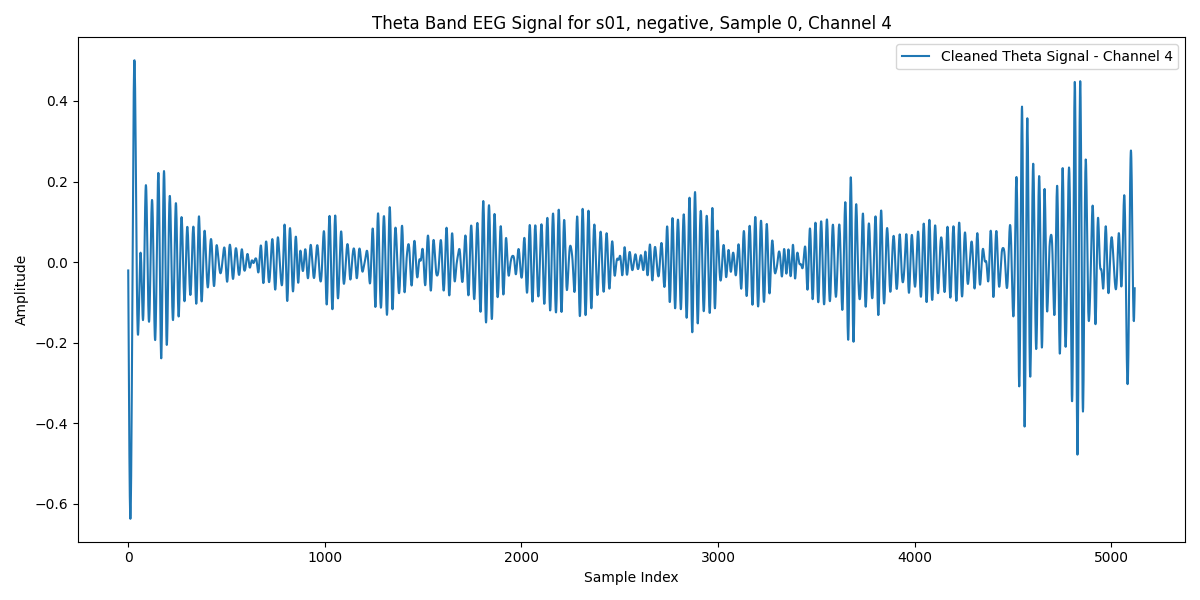 Theta Band EEG Signal for s01, negative, Sample 0, Channel 4
Cleaned Theta Signal - Channel 4
Amplitude
0.4
0.2
0.0
−0.2
−0.4
−0.6
0 1000 2000 3000 4000 5000
Sample Index